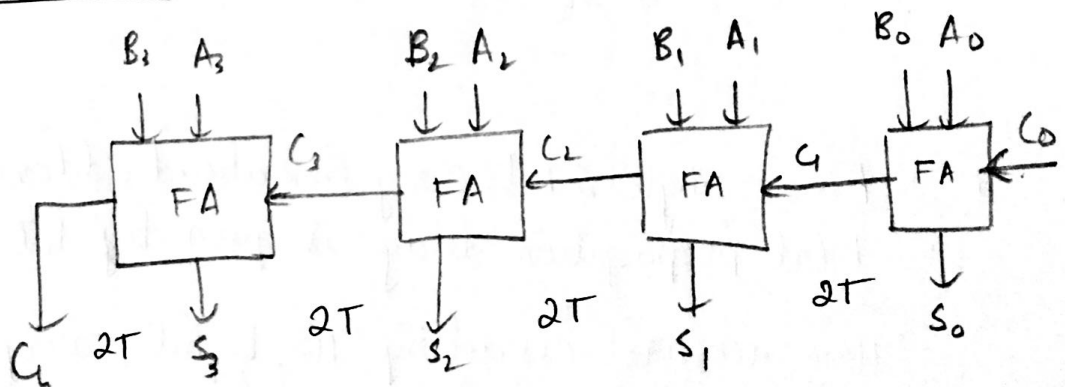 B₃ A₃ B₂ A₂ B₁ A₁ B₀ A₀
C₃ C₂ C₁ C₀
FA FA FA FA
2T 2T 2T 2T
C₄ S₃ S₂ S₁ S₀